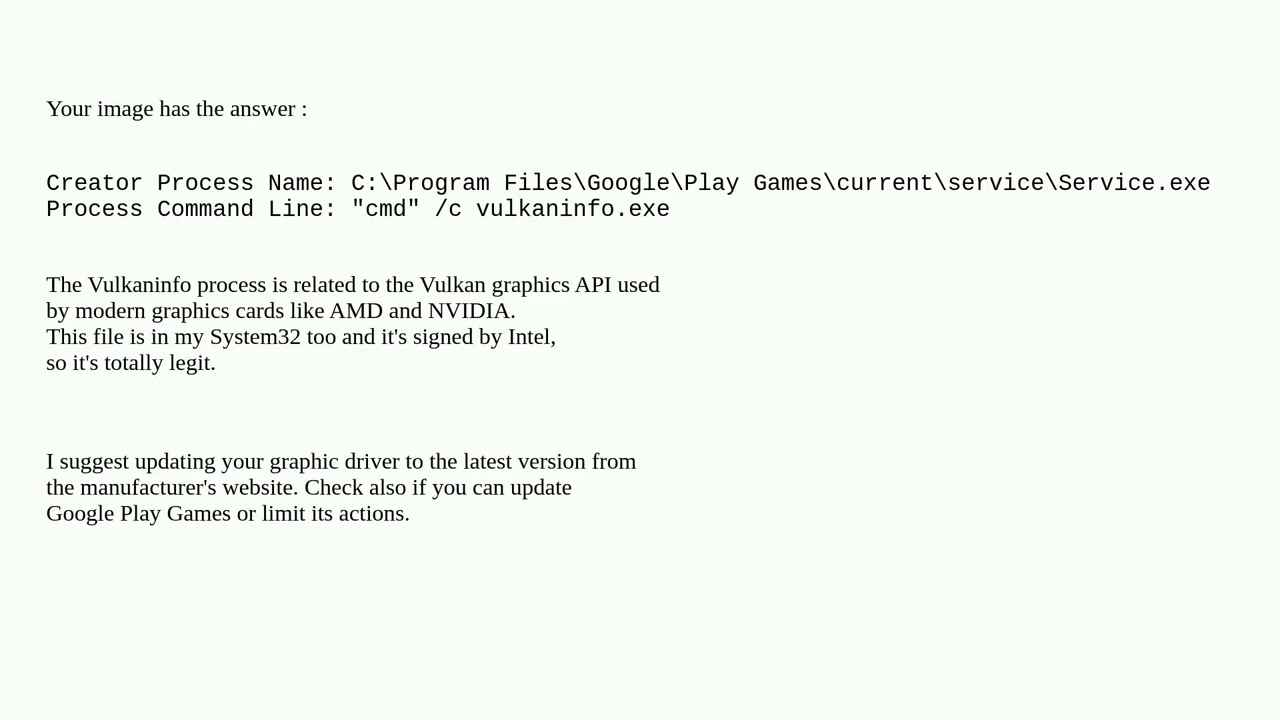 Your image has the answer :
Creator Process Name: C:\Program Files\Google\Play Games\current\service\Service.exe
Process Command Line: "cmd" /c vulkaninfo.exe
The Vulkaninfo process is related to the Vulkan graphics API used
by modern graphics cards like AMD and NVIDIA.
This file is in my System32 too and it's signed by Intel,
so it's totally legit.
I suggest updating your graphic driver to the latest version from
the manufacturer's website. Check also if you can update
Google Play Games or limit its actions.